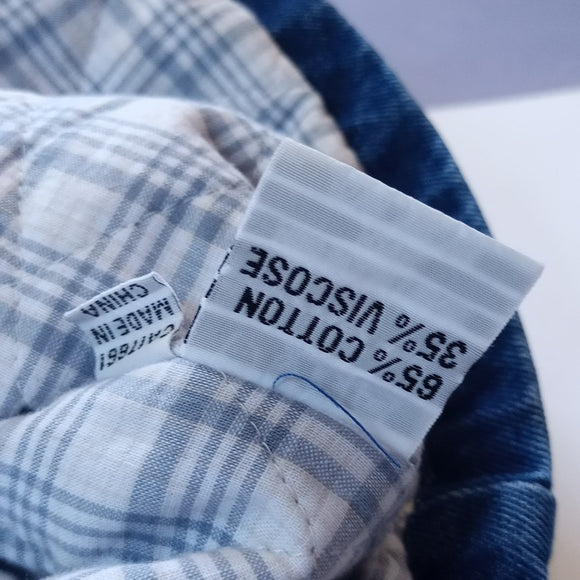 65% COTTON
35% VISCOSE
MADE IN
CHINA